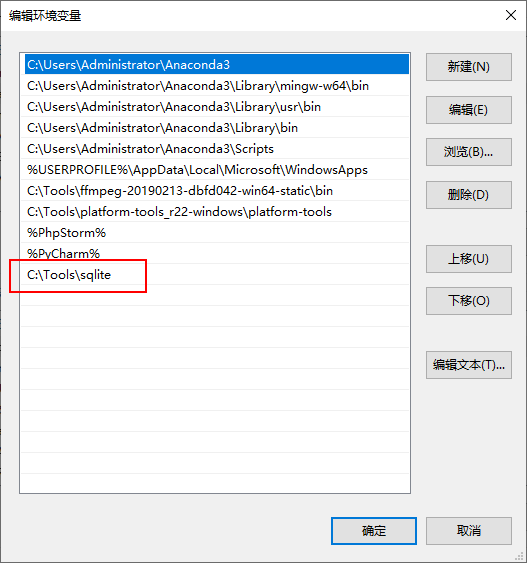 编辑环境变量
C:\Users\Administrator\Anaconda3
C:\Users\Administrator\Anaconda3\Library\mingw-w64\bin
C:\Users\Administrator\Anaconda3\Library\usr\bin
C:\Users\Administrator\Anaconda3\Library\bin
C:\Users\Administrator\Anaconda3\Scripts
%USERPROFILE%\AppData\Local\Microsoft\WindowsApps
C:\Tools\ffmpeg-20190213-dbfd042-win64-static\bin
C:\Tools\platform-tools_r22-windows\platform-tools
%PhpStorm%
%PyCharm%
C:\Tools\sqlite
新建(N)
编辑(E)
浏览(B)...
删除(D)
上移(U)
下移(O)
编辑文本(T)...
确定
取消